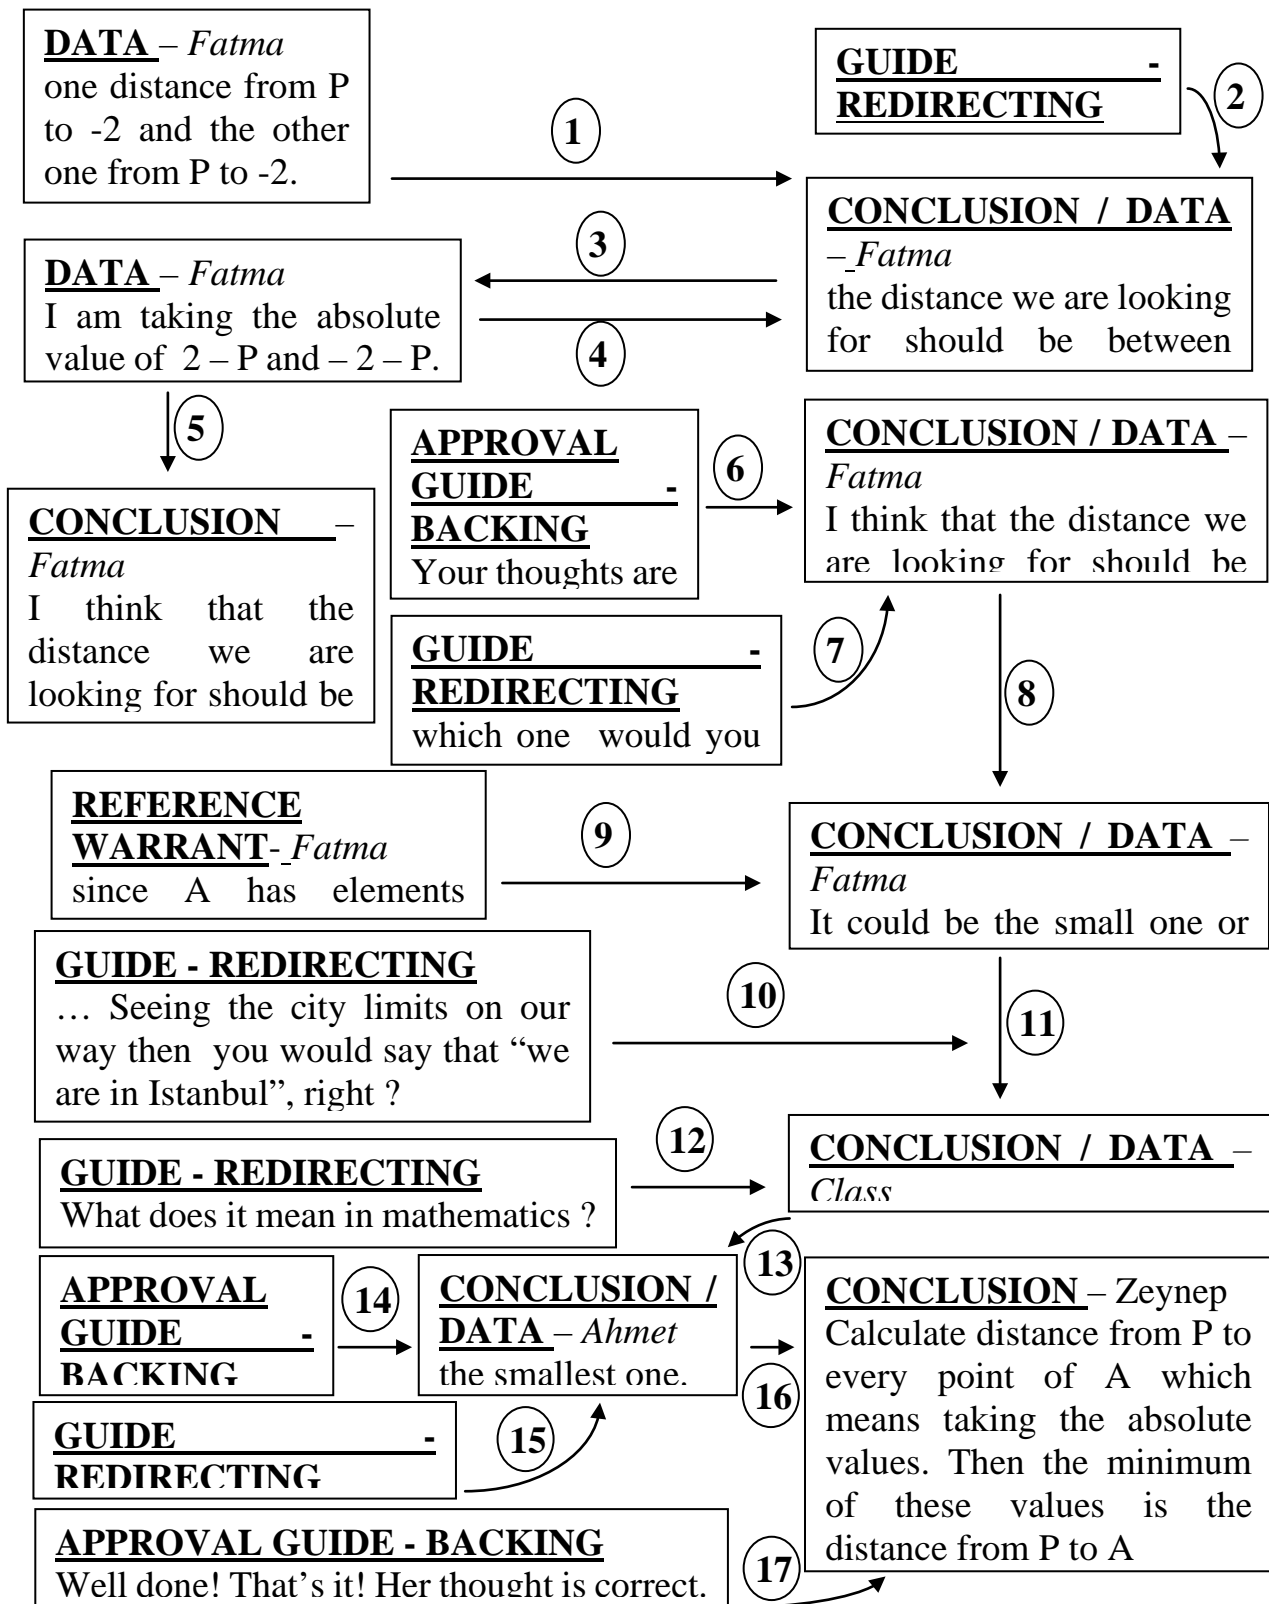 DATA – Fatma
one distance from P
to -2 and the other
one from P to -2.
GUIDE -
REDIRECTING
1
2
CONCLUSION / DATA
– Fatma
the distance we are looking
for should be between
3
DATA – Fatma
I am taking the absolute
value of 2 – P and – 2 – P.
4
5
APPROVAL
GUIDE -
BACKING
Your thoughts are
6
CONCLUSION / DATA –
Fatma
I think that the distance we
are looking for should be
CONCLUSION –
Fatma
I think that the
distance we are
looking for should be
GUIDE -
REDIRECTING
which one would you
7
8
REFERENCE
WARRANT- Fatma
since A has elements
9
CONCLUSION / DATA –
Fatma
It could be the small one or
GUIDE - REDIRECTING
… Seeing the city limits on our
way then you would say that “we
are in Istanbul”, right ?
10
11
GUIDE - REDIRECTING
What does it mean in mathematics ?
12
CONCLUSION / DATA –
Class
13
APPROVAL
GUIDE -
BACKING
14
CONCLUSION /
DATA – Ahmet
the smallest one.
16
CONCLUSION – Zeynep
Calculate distance from P to
every point of A which
means taking the absolute
values. Then the minimum
of these values is the
distance from P to A
GUIDE -
REDIRECTING
15
APPROVAL GUIDE - BACKING
Well done! That’s it! Her thought is correct.
17